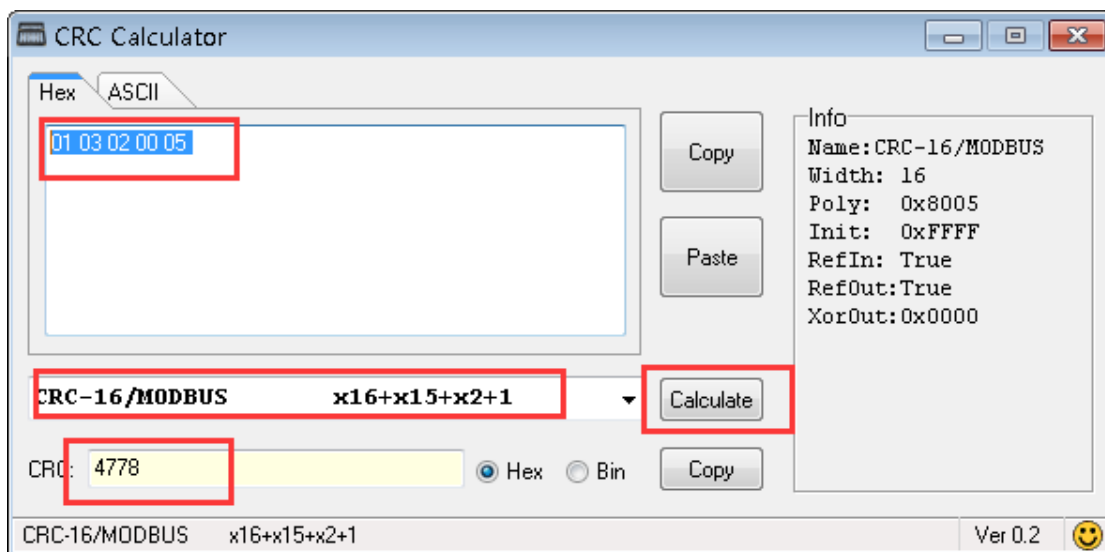 CRC Calculator
Hex ASCII
01 03 02 00 05
Copy
Paste
CRC-16/MODBUS x16+x15+x2+1
Calculate
CRC: 4778 Hex Bin Copy
Info
Name:CRC-16/MODBUS
Width: 16
Poly: 0x8005
Init: 0xFFFF
RefIn: True
RefOut:True
XorOut:0x0000
CRC-16/MODBUS x16+x15+x2+1 Ver 0.2